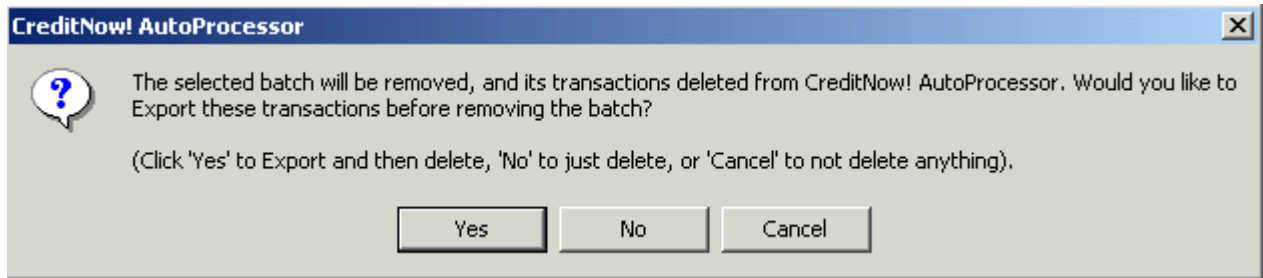 CreditNow! AutoProcessor
The selected batch will be removed, and its transactions deleted from CreditNow! AutoProcessor. Would you like to
Export these transactions before removing the batch?
(Click 'Yes' to Export and then delete, 'No' to just delete, or 'Cancel' to not delete anything).
Yes No Cancel